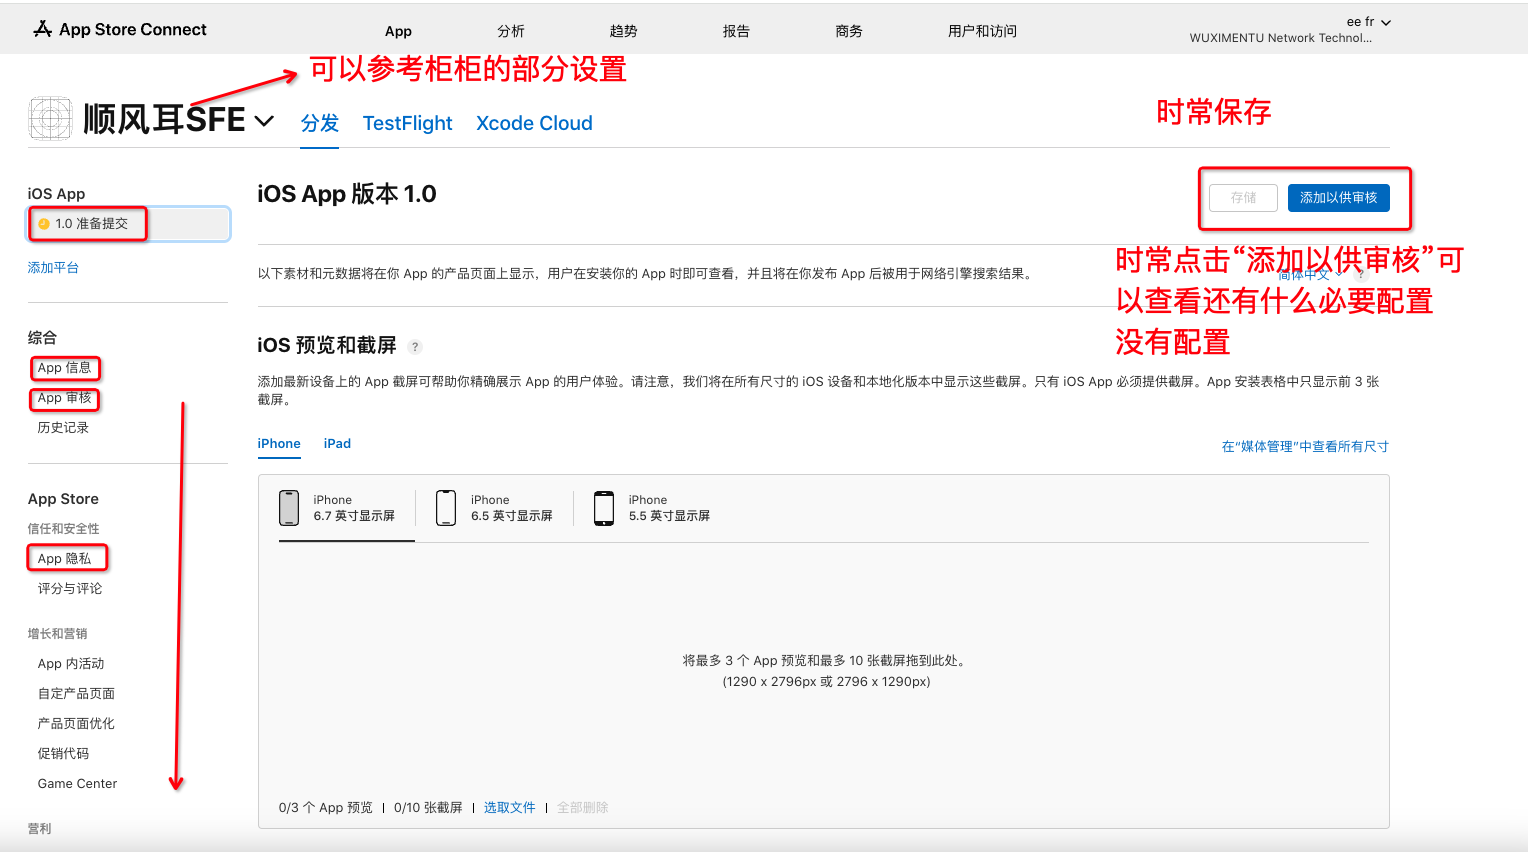 App Store Connect
App
分析
趋势
报告
商务
用户和访问
ee fr
WUXIMENTU Network Technol...
可以参考柜柜的部分设置
顺风耳SFE
分发
TestFlight
Xcode Cloud
时常保存
iOS App
1.0 准备提交
添加平台
iOS App 版本 1.0
存储
添加以供审核
以下素材和元数据将在你 App 的产品页面上显示，用户在安装你的 App 时即可查看，并且将在你发布 App 后被用于网络引擎搜索结果。
简体中文
?
时常点击“添加以供审核”可
以查看还有什么必要配置
没有配置
综合
App 信息
App 审核
历史记录
iOS 预览和截屏
?
添加最新设备上的 App 截屏可帮助你精确展示 App 的用户体验。请注意，我们将在所有尺寸的 iOS 设备和本地化版本中显示这些截屏。只有 iOS App 必须提供截屏。App 安装表格中只显示前 3 张
截屏。
iPhone
iPad
在“媒体管理”中查看所有尺寸
App Store
信任和安全性
App 隐私
评分与评论
增长和营销
App 内活动
自定产品页面
产品页面优化
促销代码
Game Center
营利
iPhone
6.7 英寸显示屏
iPhone
6.5 英寸显示屏
iPhone
5.5 英寸显示屏
将最多 3 个 App 预览和最多 10 张截屏拖到此处。
(1290 x 2796px 或 2796 x 1290px)
0/3 个 App 预览 | 0/10 张截屏 | 选取文件 | 全部删除